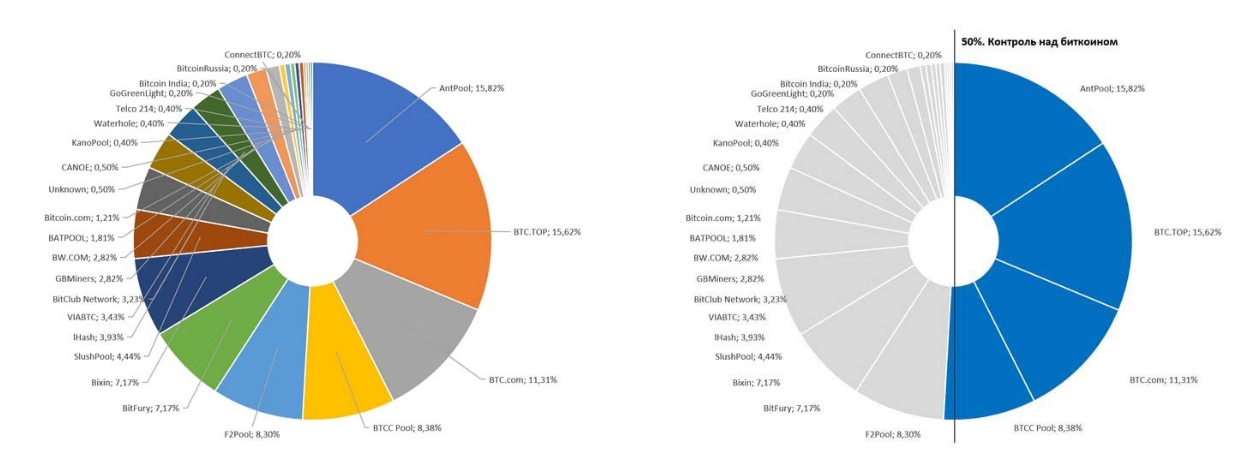 ConnectBTC; 0,20%
BitcoinRussia; 0,20%
Bitcoin India; 0,20%
GoGreenLight; 0,20%
Telco 214; 0,40%
Waterhole; 0,40%
KanoPool; 0,40%
CANOE; 0,50%
Unknown; 0,50%
Bitcoin.com; 1,21%
BATPOOL; 1,81%
BW.COM; 2,82%
GBMiners; 2,82%
BitClub Network; 3,23%
VIABTC; 3,43%
IHash; 3,93%
SlushPool; 4,44%
Bixin; 7,17%
BitFury; 7,17%
F2Pool; 8,30%
BTCC Pool; 8,38%
BTC.com; 11,31%
BTC.TOP; 15,62%
AntPool; 15,82%
50%. Контроль над биткоином
ConnectBTC; 0,20%
BitcoinRussia; 0,20%
Bitcoin India; 0,20%
GoGreenLight; 0,20%
Telco 214; 0,40%
Waterhole; 0,40%
KanoPool; 0,40%
CANOE; 0,50%
Unknown; 0,50%
Bitcoin.com; 1,21%
BATPOOL; 1,81%
BW.COM; 2,82%
GBMiners; 2,82%
BitClub Network; 3,23%
VIABTC; 3,43%
IHash; 3,93%
SlushPool; 4,44%
Bixin; 7,17%
BitFury; 7,17%
F2Pool; 8,30%
BTCC Pool; 8,38%
BTC.com; 11,31%
BTC.TOP; 15,62%
AntPool; 15,82%